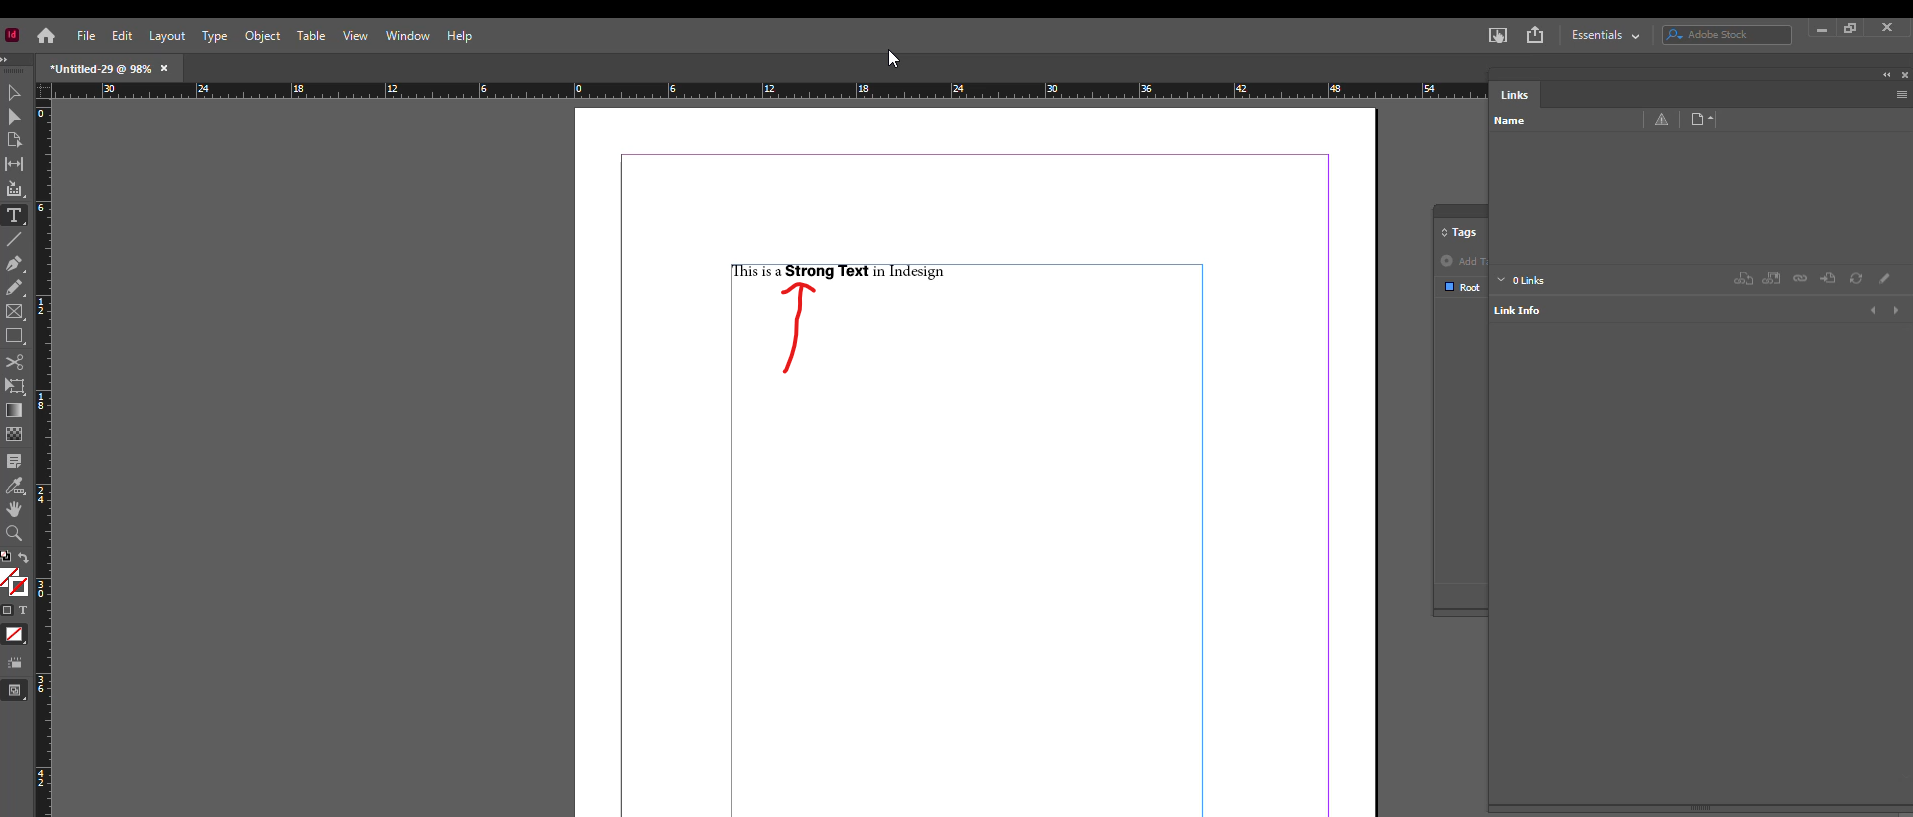 Id File Edit Layout Type Object Table View Window Help Essentials Adobe Stock
*Untitled-29 @ 98%
30 24 18 12 6 0 6 12 18 24 30 36 42 48 54
Links
Name
0
6
12
18
24
30
36
42
This is a Strong Text in Indesign
Tags
Add Ta
Root
0 Links
Link Info
T
T